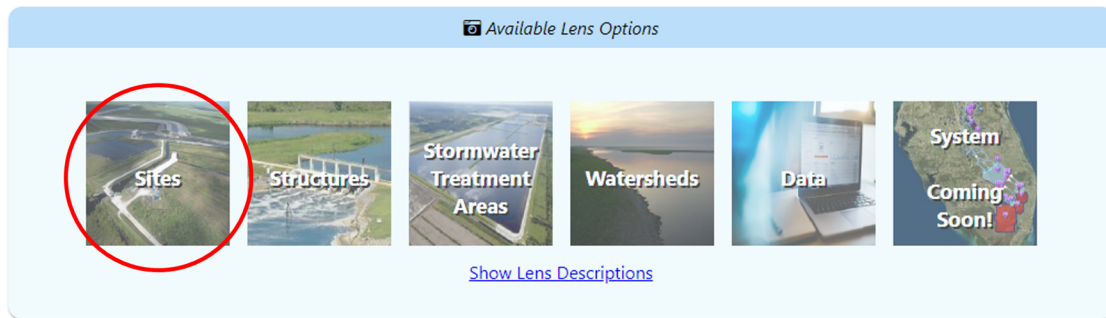 Available Lens Options
Sites
Structures
Stormwater
Treatment
Areas
Watersheds
Data
System
Coming
Soon!
Show Lens Descriptions